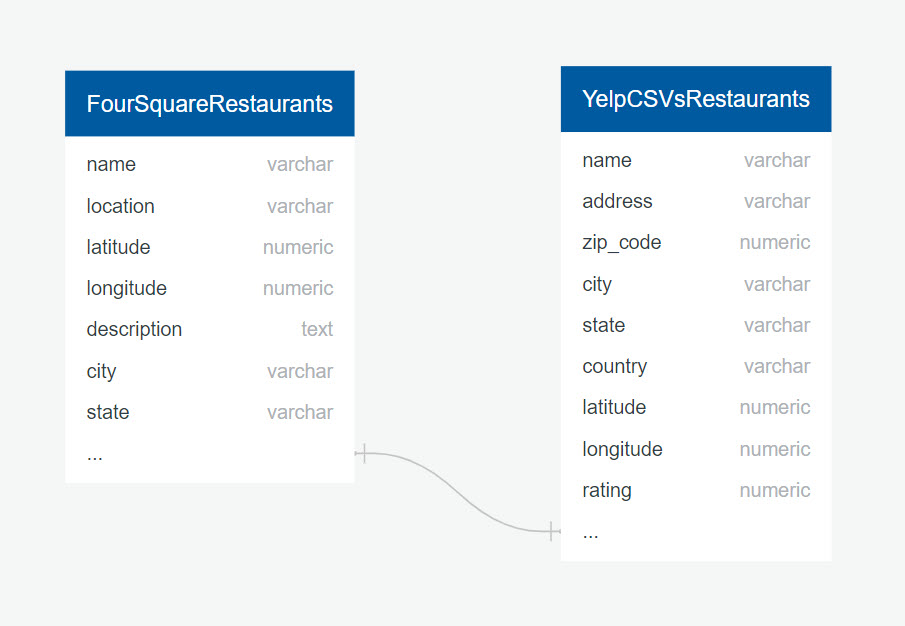 FourSquareRestaurants
name varchar
location varchar
latitude numeric
longitude numeric
description text
city varchar
state varchar
...
YelpCSVsRestaurants
name varchar
address varchar
zip_code numeric
city varchar
state varchar
country varchar
latitude numeric
longitude numeric
rating numeric
...